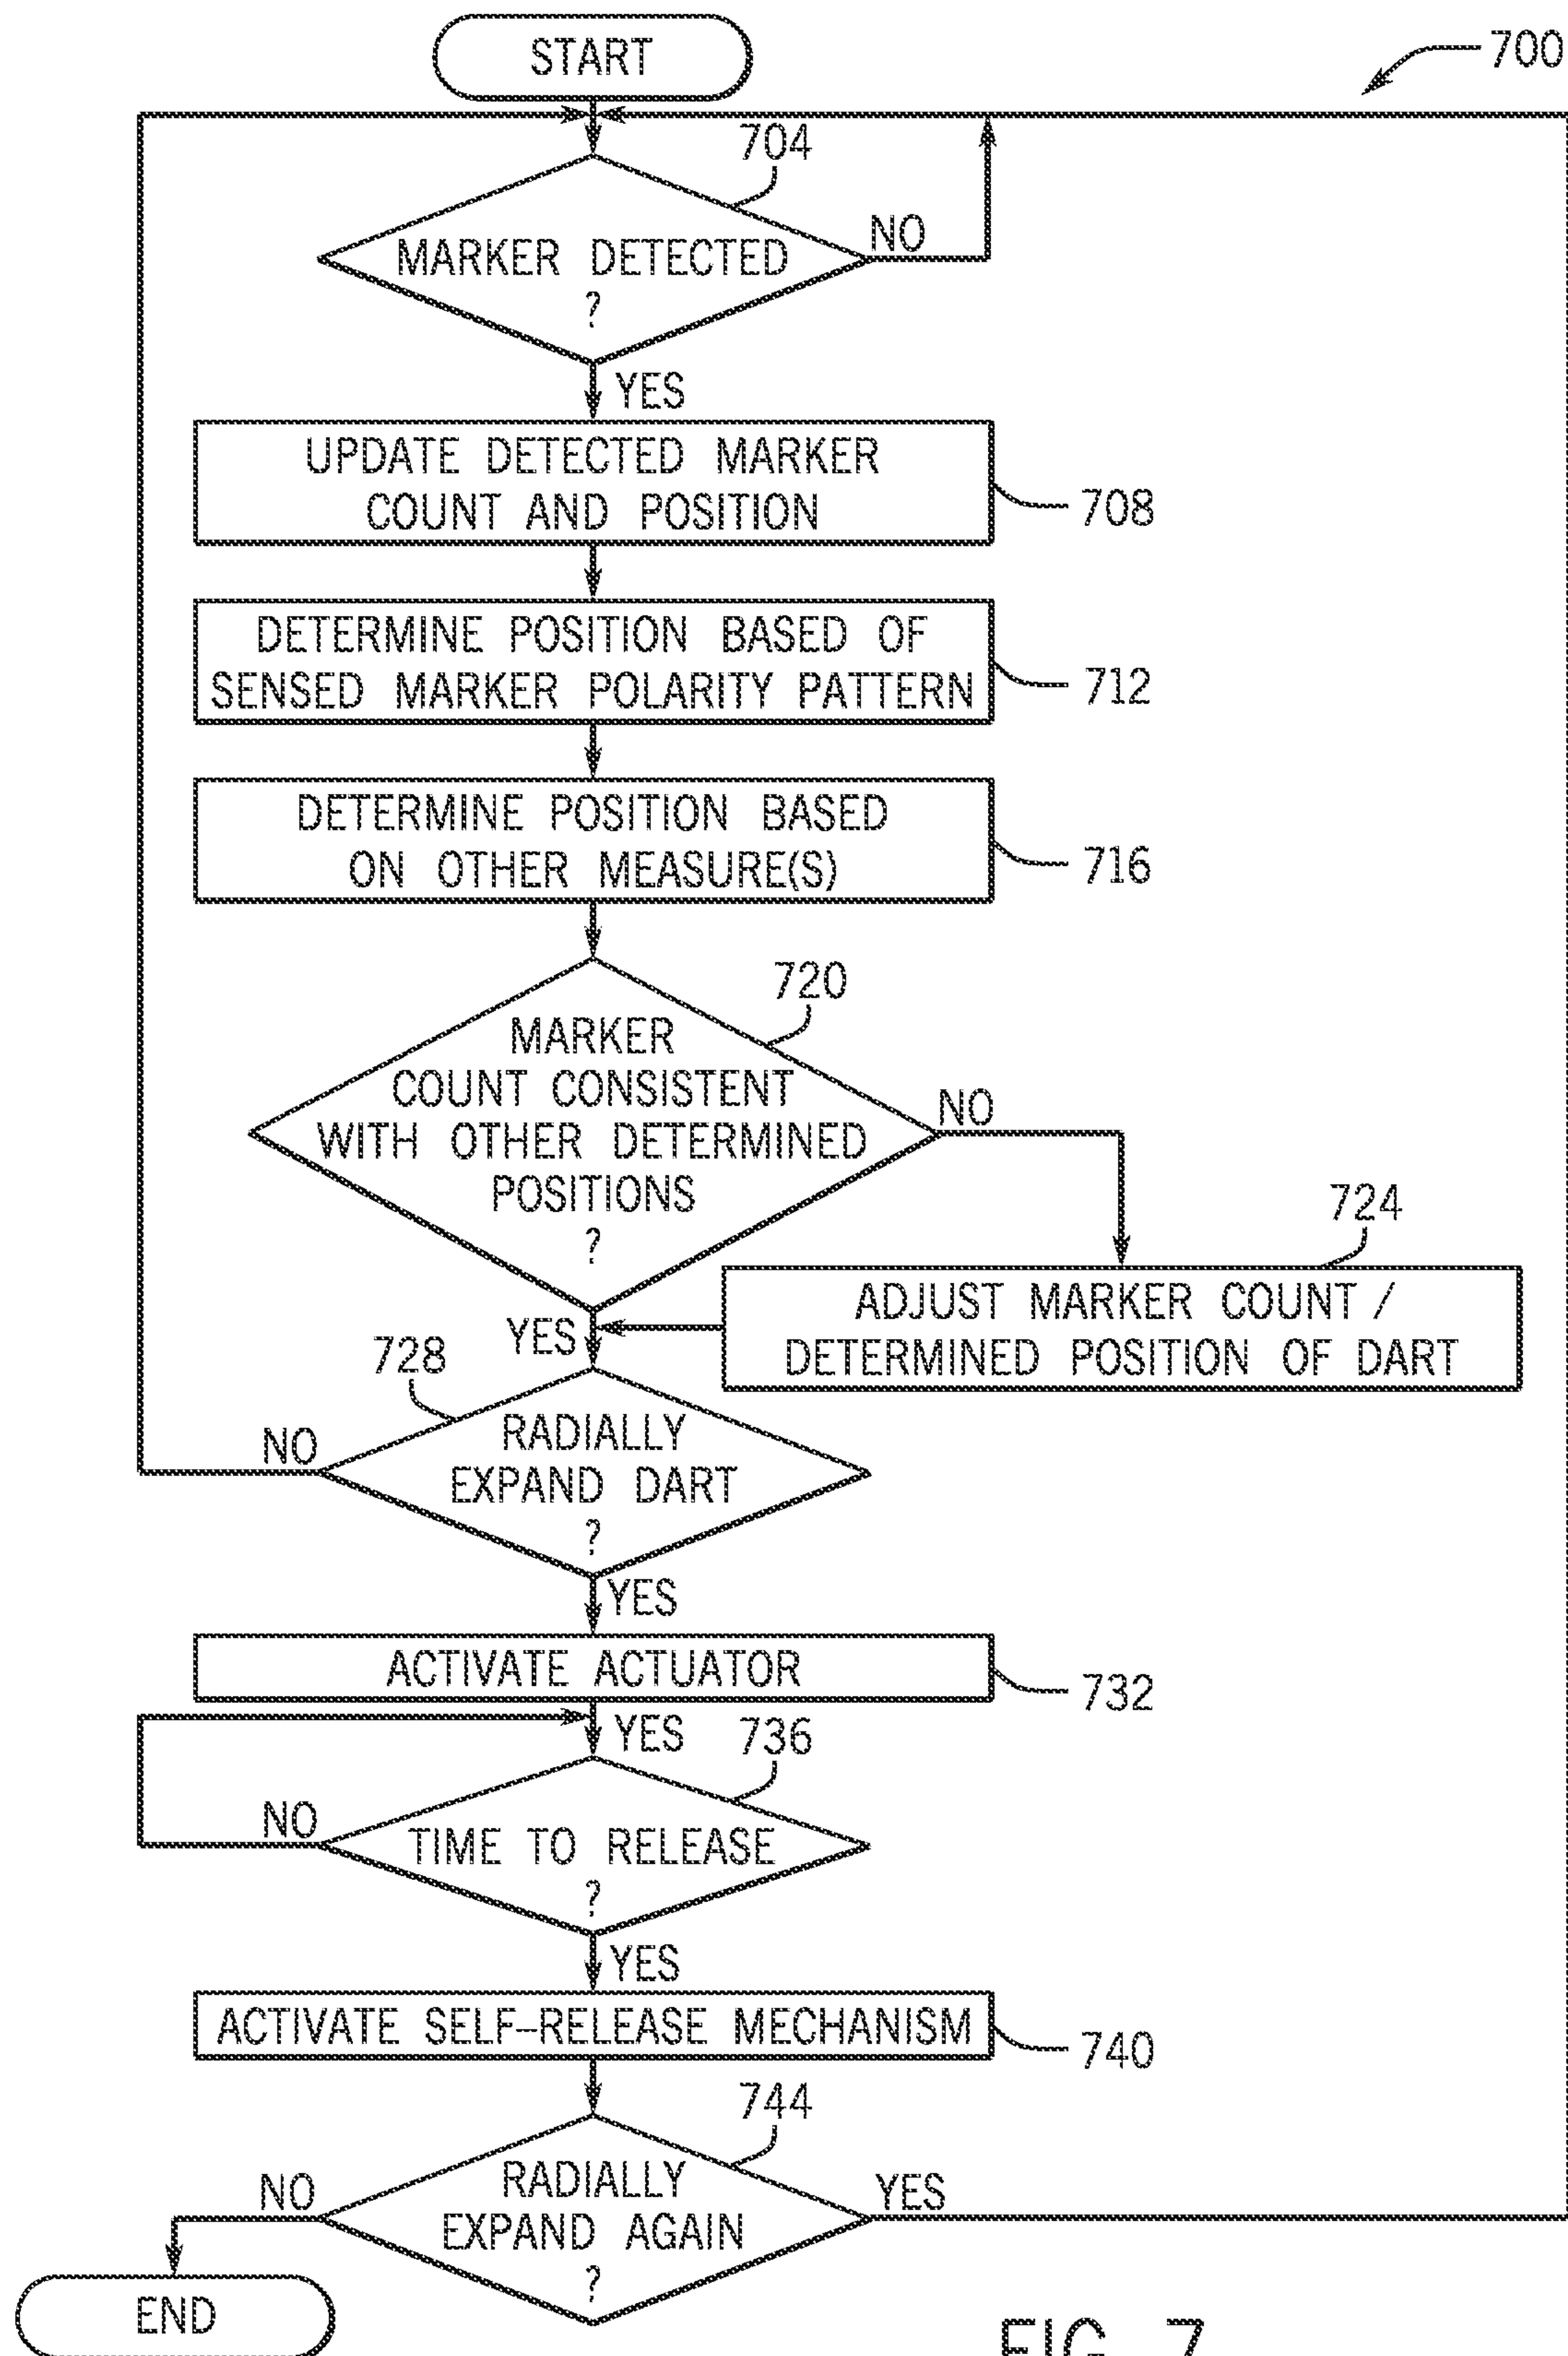 START
700
704
MARKER DETECTED
?
NO
YES
UPDATE DETECTED MARKER
COUNT AND POSITION
708
DETERMINE POSITION BASED OF
SENSED MARKER POLARITY PATTERN
712
DETERMINE POSITION BASED
ON OTHER MEASURE(S)
716
720
MARKER
COUNT CONSISTENT
WITH OTHER DETERMINED
POSITIONS
?
NO
724
ADJUST MARKER COUNT /
DETERMINED POSITION OF DART
YES
728
RADIALLY
EXPAND DART
?
NO
YES
ACTIVATE ACTUATOR
732
YES
736
TIME TO RELEASE
?
NO
YES
ACTIVATE SELF–RELEASE MECHANISM
740
744
RADIALLY
EXPAND AGAIN
?
NO
YES
END
FIG. 7